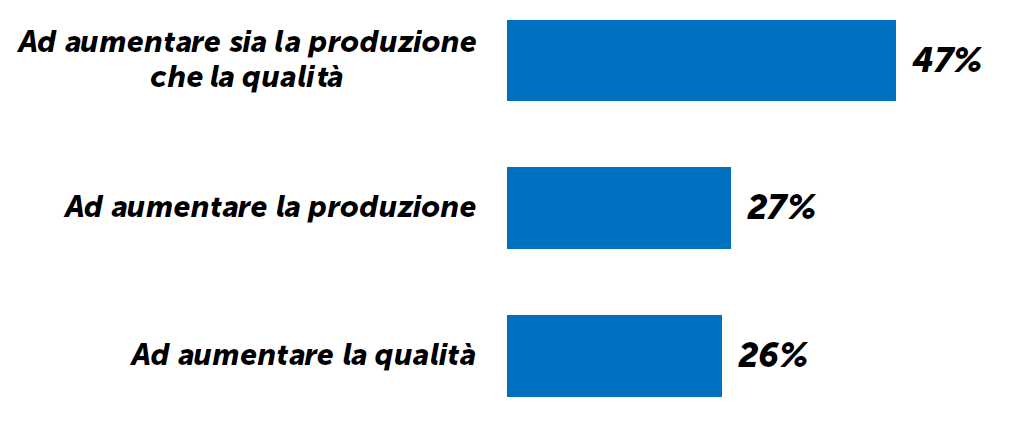 Ad aumentare sia la produzione
che la qualità
47%
Ad aumentare la produzione
27%
Ad aumentare la qualità
26%